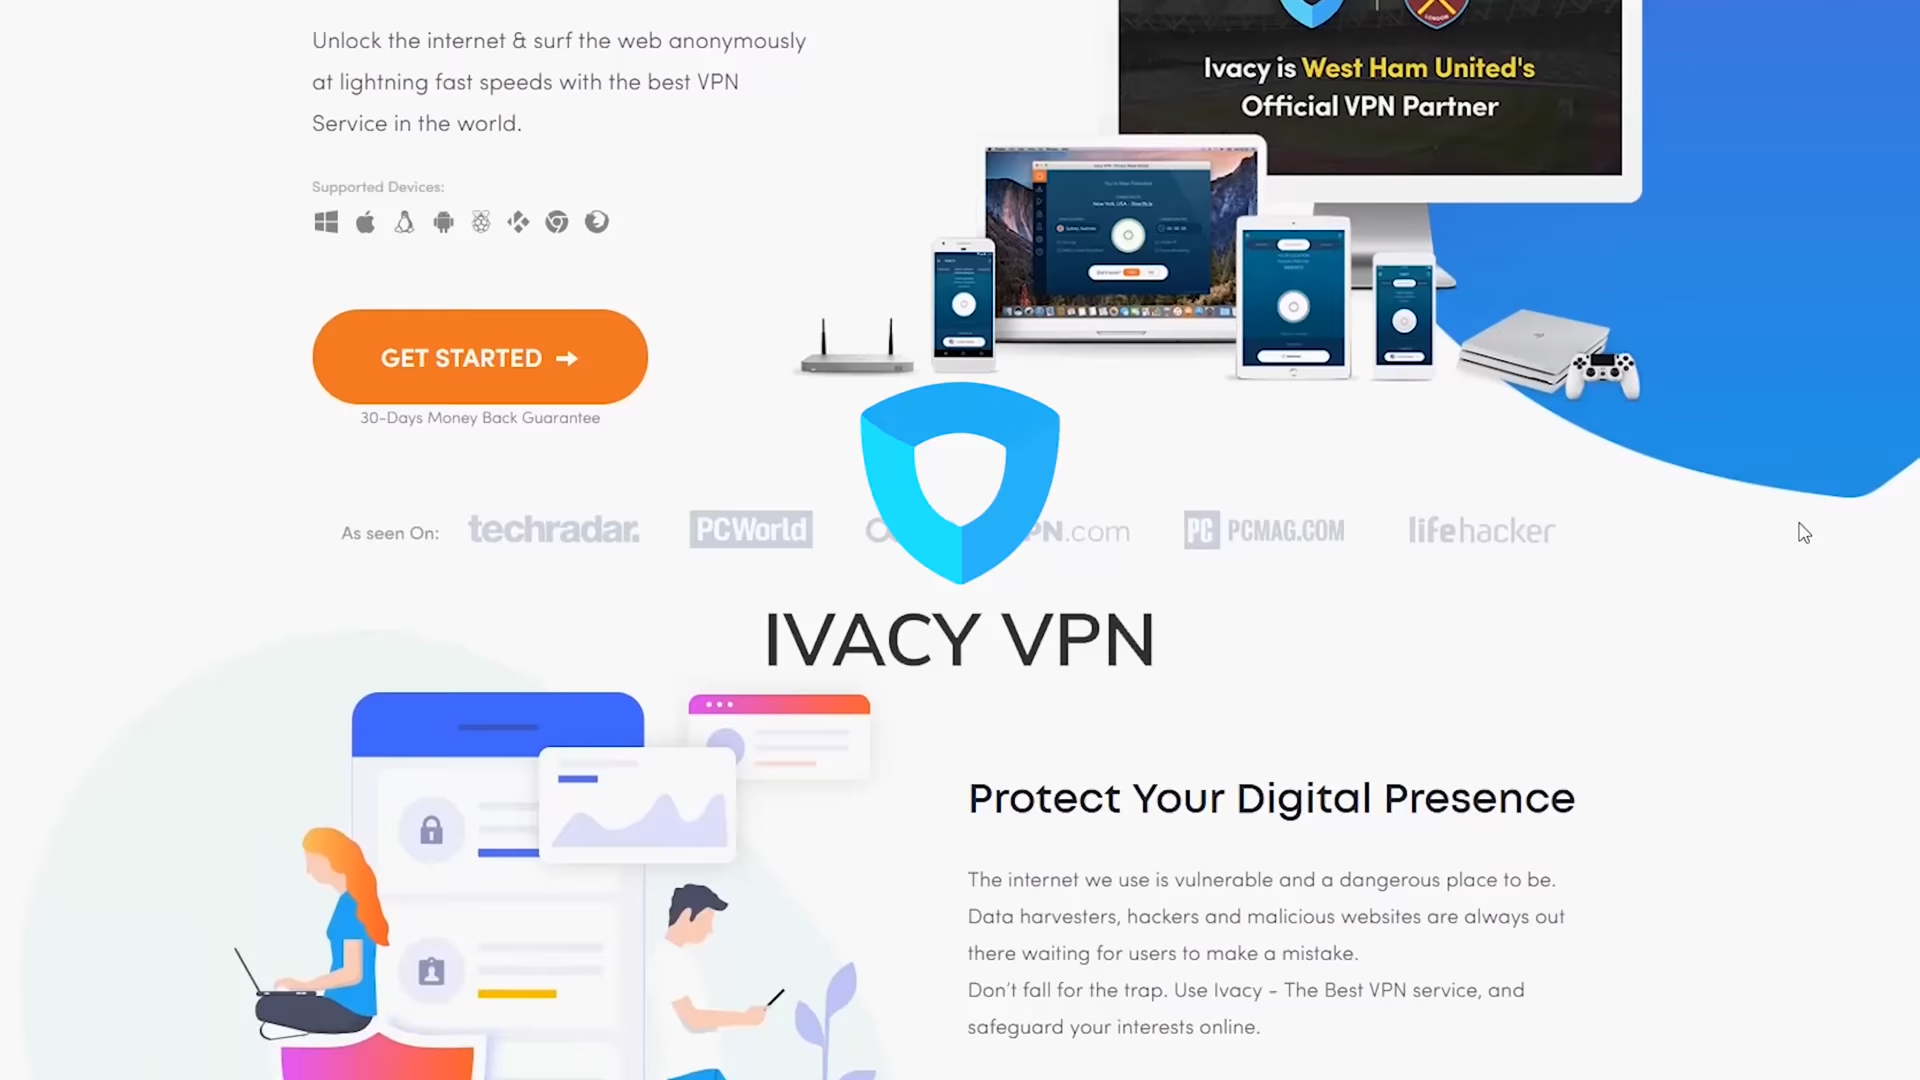 Unlock the internet & surf the web anonymously
at lightning fast speeds with the best VPN
Service in the world.
Supported Devices:
GET STARTED
30-Days Money Back Guarantee
LONDON
Ivacy is West Ham United's
Official VPN Partner
As seen On:
techradar.
PCWorld
PN.com
PC PCMAG.COM
lifehacker
IVACY VPN
Protect Your Digital Presence
The internet we use is vulnerable and a dangerous place to be.
Data harvesters, hackers and malicious websites are always out
there waiting for users to make a mistake.
Don't fall for the trap. Use Ivacy - The Best VPN service, and
safeguard your interests online.